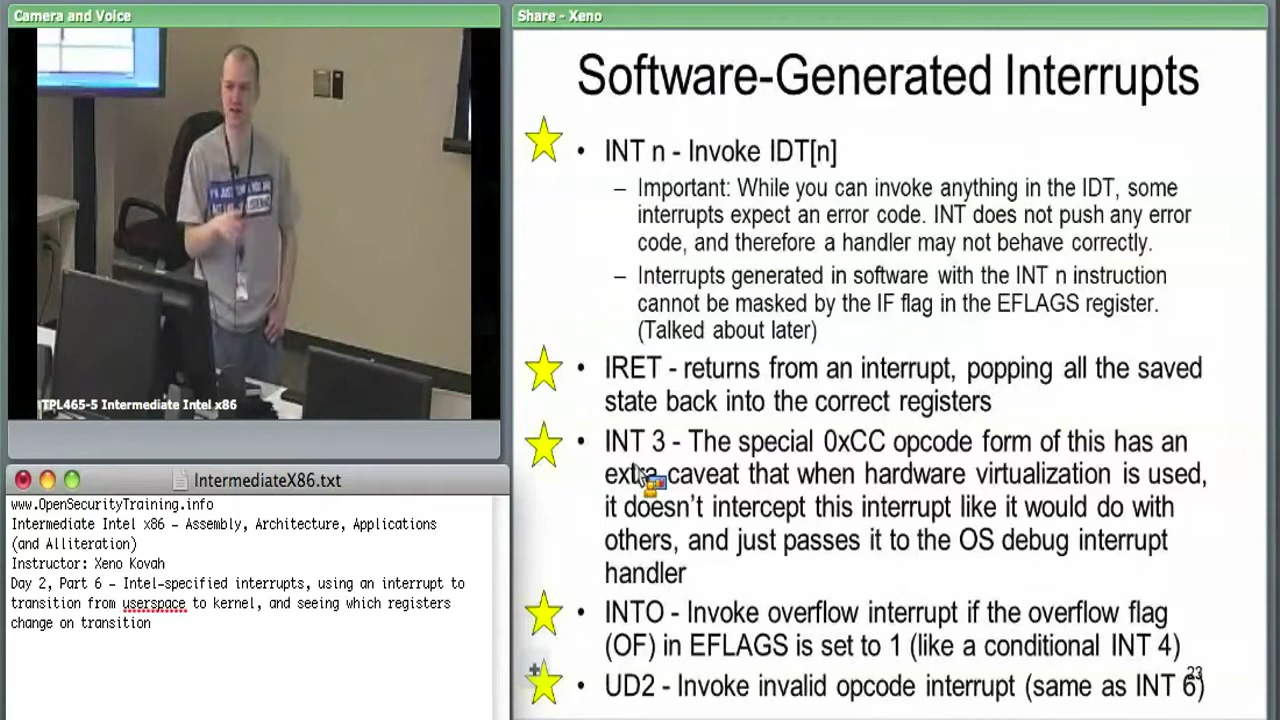 Camera and Voice
TPL465-5 Intermediate Intel x86
IntermediateX86.txt
www.OpenSecurityTraining.info
Intermediate Intel x86 – Assembly, Architecture, Applications
(and Alliteration)
Instructor: Xeno Kovah
Day 2, Part 6 – Intel-specified interrupts, using an interrupt to
transition from userspace to kernel, and seeing which registers
change on transition
Share - Xeno
Software-Generated Interrupts
• INT n - Invoke IDT[n]
– Important: While you can invoke anything in the IDT, some
interrupts expect an error code. INT does not push any error
code, and therefore a handler may not behave correctly.
– Interrupts generated in software with the INT n instruction
cannot be masked by the IF flag in the EFLAGS register.
(Talked about later)
• IRET - returns from an interrupt, popping all the saved
state back into the correct registers
• INT 3 - The special 0xCC opcode form of this has an
extra caveat that when hardware virtualization is used,
it doesn't intercept this interrupt like it would do with
others, and just passes it to the OS debug interrupt
handler
• INTO - Invoke overflow interrupt if the overflow flag
(OF) in EFLAGS is set to 1 (like a conditional INT 4)
• UD2 - Invoke invalid opcode interrupt (same as INT 6)
23